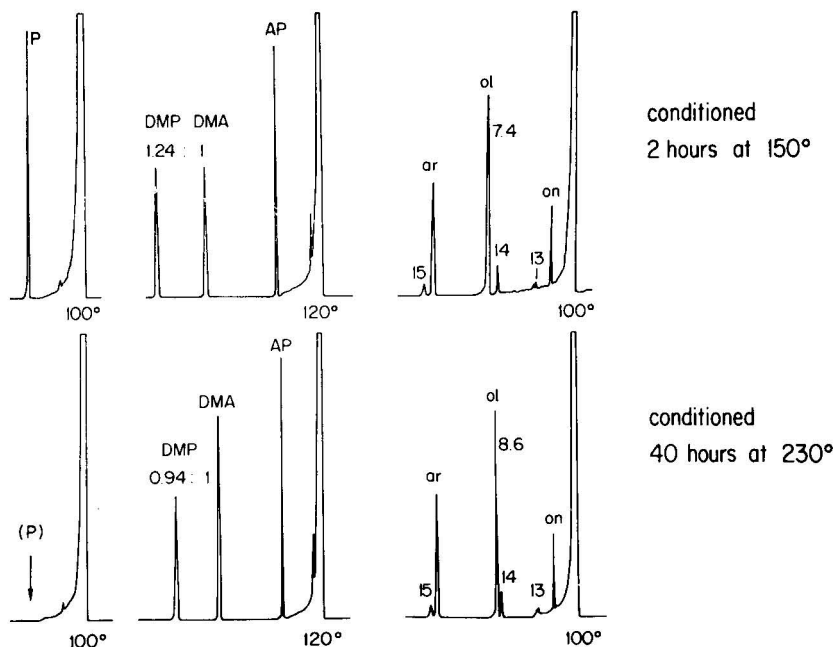 P
AP
ol
DMP DMA
1.24 : 1
7.4
ar
on
15
14
13
100°
120°
100°
conditioned
2 hours at 150°
AP
DMA
ol
DMP
0.94 : 1
8.6
ar
on
(P)
15
14
13
100°
120°
100°
conditioned
40 hours at 230°